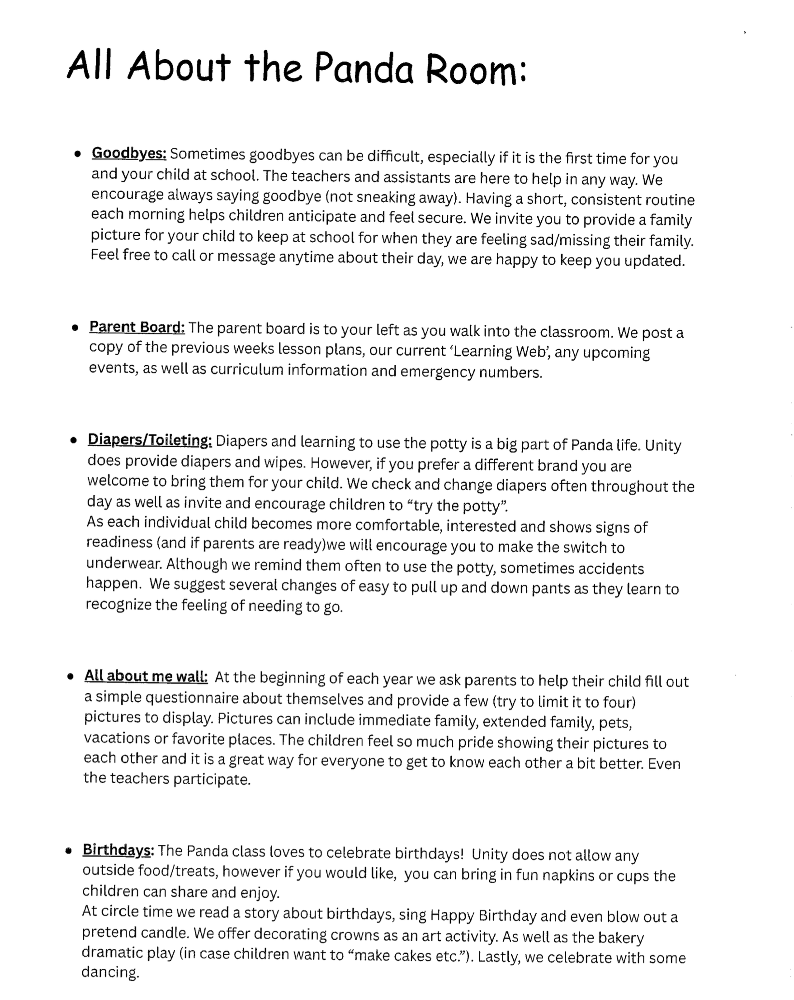 All About the Panda Room:
• Goodbyes: Sometimes goodbyes can be difficult, especially if it is the first time for you
and your child at school. The teachers and assistants are here to help in any way. We
encourage always saying goodbye (not sneaking away). Having a short, consistent routine
each morning helps children anticipate and feel secure. We invite you to provide a family
picture for your child to keep at school for when they are feeling sad/missing their family.
Feel free to call or message anytime about their day, we are happy to keep you updated.
• Parent Board: The parent board is to your left as you walk into the classroom. We post a
copy of the previous weeks lesson plans, our current ‘Learning Web’, any upcoming
events, as well as curriculum information and emergency numbers.
• Diapers/Toileting: Diapers and learning to use the potty is a big part of Panda life. Unity
does provide diapers and wipes. However, if you prefer a different brand you are
welcome to bring them for your child. We check and change diapers often throughout the
day as well as invite and encourage children to “try the potty”.
As each individual child becomes more comfortable, interested and shows signs of
readiness (and if parents are ready)we will encourage you to make the switch to
underwear. Although we remind them often to use the potty, sometimes accidents
happen.  We suggest several changes of easy to pull up and down pants as they learn to
recognize the feeling of needing to go.
• All about me wall:  At the beginning of each year we ask parents to help their child fill out
a simple questionnaire about themselves and provide a few (try to limit it to four)
pictures to display. Pictures can include immediate family, extended family, pets,
vacations or favorite places. The children feel so much pride showing their pictures to
each other and it is a great way for everyone to get to know each other a bit better. Even
the teachers participate.
• Birthdays: The Panda class loves to celebrate birthdays!  Unity does not allow any
outside food/treats, however if you would like,  you can bring in fun napkins or cups the
children can share and enjoy.
At circle time we read a story about birthdays, sing Happy Birthday and even blow out a
pretend candle. We offer decorating crowns as an art activity. As well as the bakery
dramatic play (in case children want to “make cakes etc.”). Lastly, we celebrate with some
dancing.